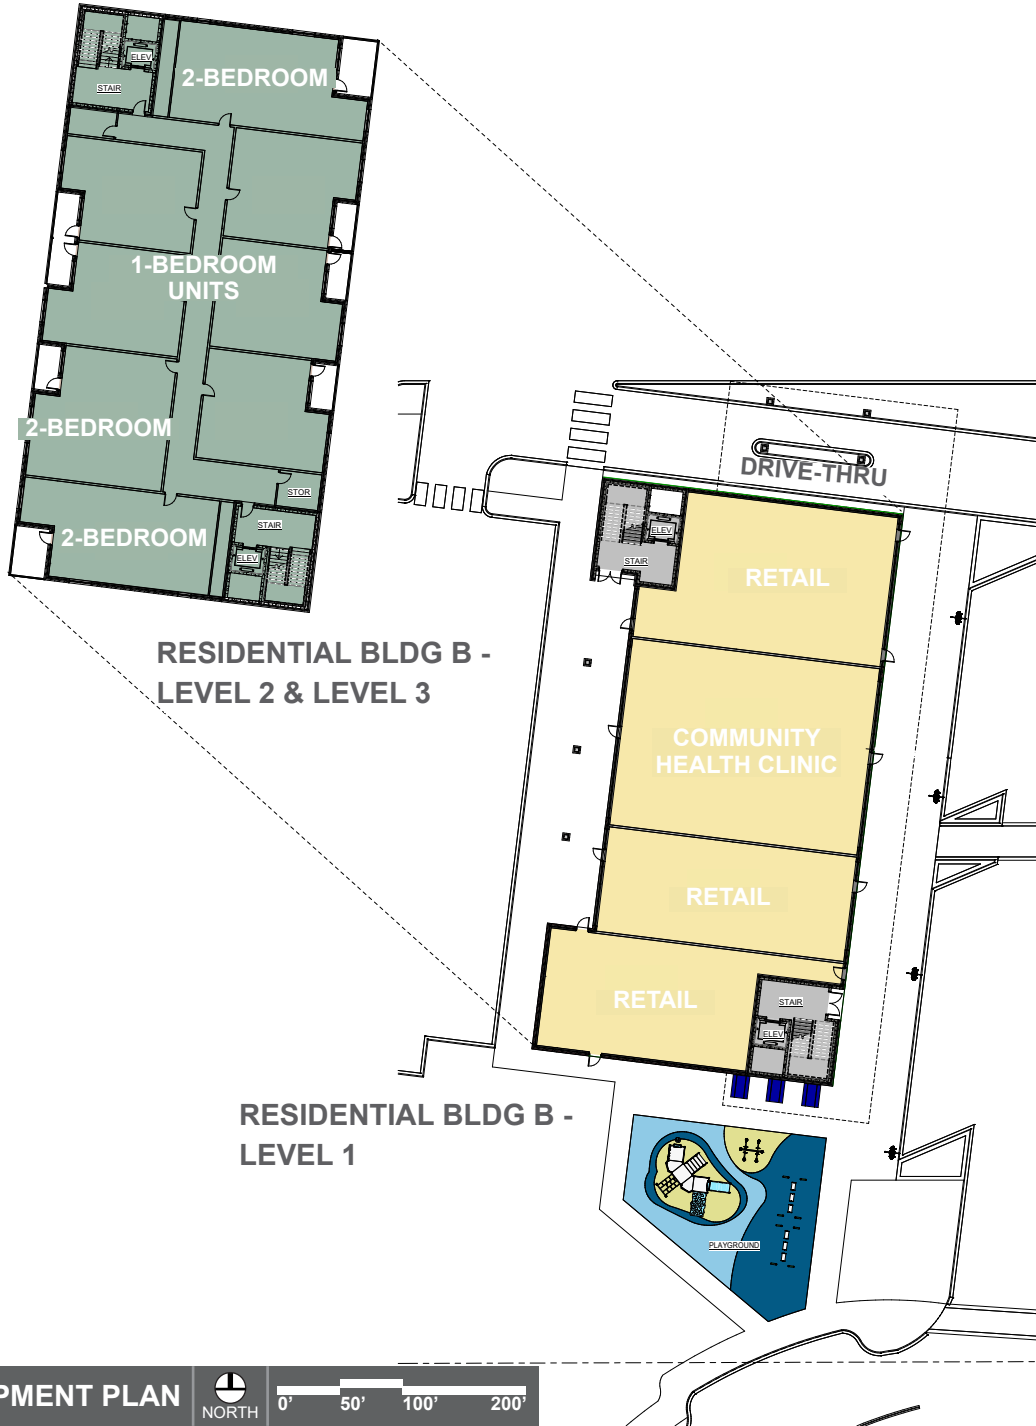 ELEV
2-BEDROOM
STAIR
1-BEDROOM
UNITS
2-BEDROOM
DRIVE-THRU
STOR
STAIR
ELEV
2-BEDROOM
ELEV
STAIR
RETAIL
RESIDENTIAL BLDG B -
LEVEL 2 & LEVEL 3
COMMUNITY
HEALTH CLINIC
RETAIL
RETAIL
STAIR
ELEV
RESIDENTIAL BLDG B -
LEVEL 1
PLAYGROUND
PMENT PLAN
NORTH
0' 50' 100' 200'